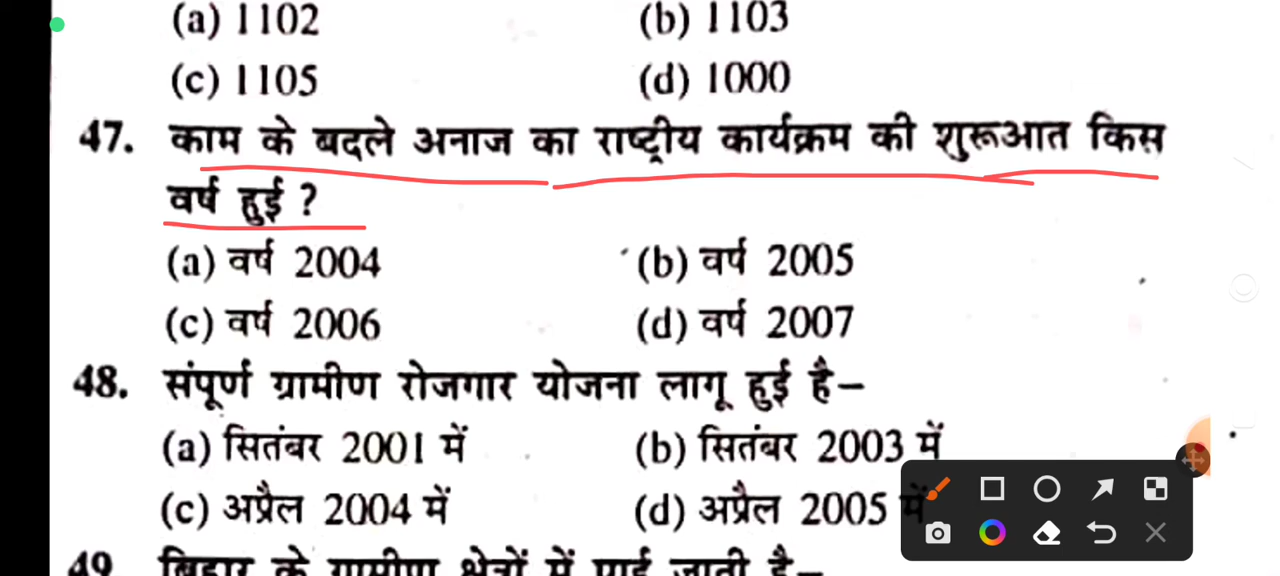 (a) 1102 (b) 1103
(c) 1105 (d) 1000
47. काम के बदले अनाज का राष्ट्रीय कार्यक्रम की शुरूआत किस
वर्ष हुई ?
(a) वर्ष 2004 (b) वर्ष 2005
(c) वर्ष 2006 (d) वर्ष 2007
48. संपूर्ण ग्रामीण रोजगार योजना लागू हुई है–
(a) सितंबर 2001 में (b) सितंबर 2003 में
(c) अप्रैल 2004 में (d) अप्रैल 2005 में
49 बिहार के ग्रामीण क्षेत्रों में पाई जाती है–